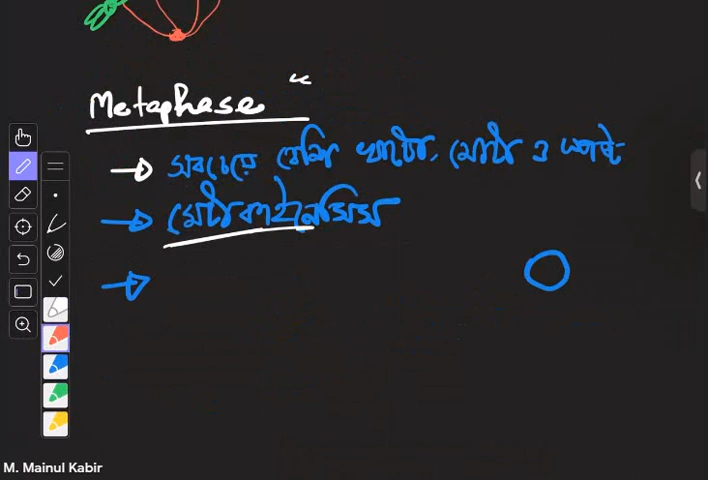 Metaphase
→ সবচেয়ে বেশি খাটো, মোটা ও স্পষ্ট
→ মেটাকাইনেসিস
→
M. Mainul Kabir